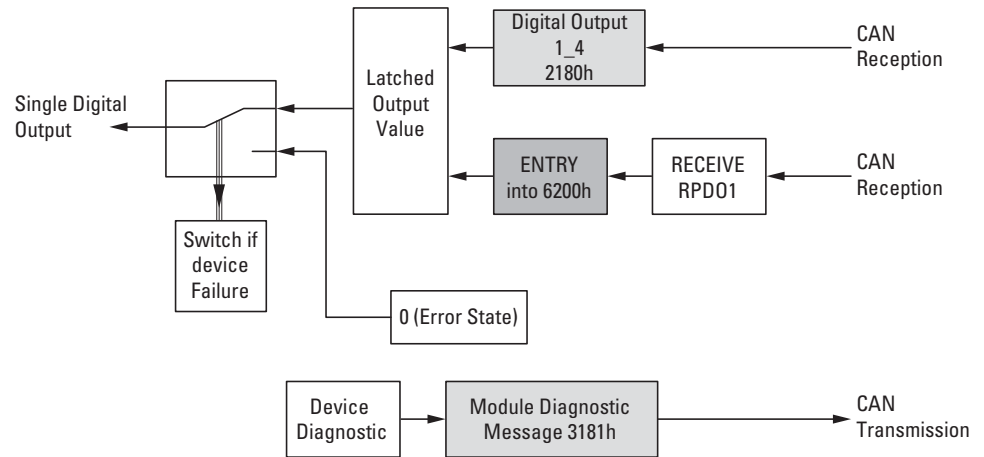 Digital Output
1_4
2180h
CAN
Reception
Latched
Output
Value
Single Digital
Output
ENTRY
into 6200h
RECEIVE
RPDO1
CAN
Reception
Switch if
device
Failure
0 (Error State)
Device
Diagnostic
Module Diagnostic
Message 3181h
CAN
Transmission